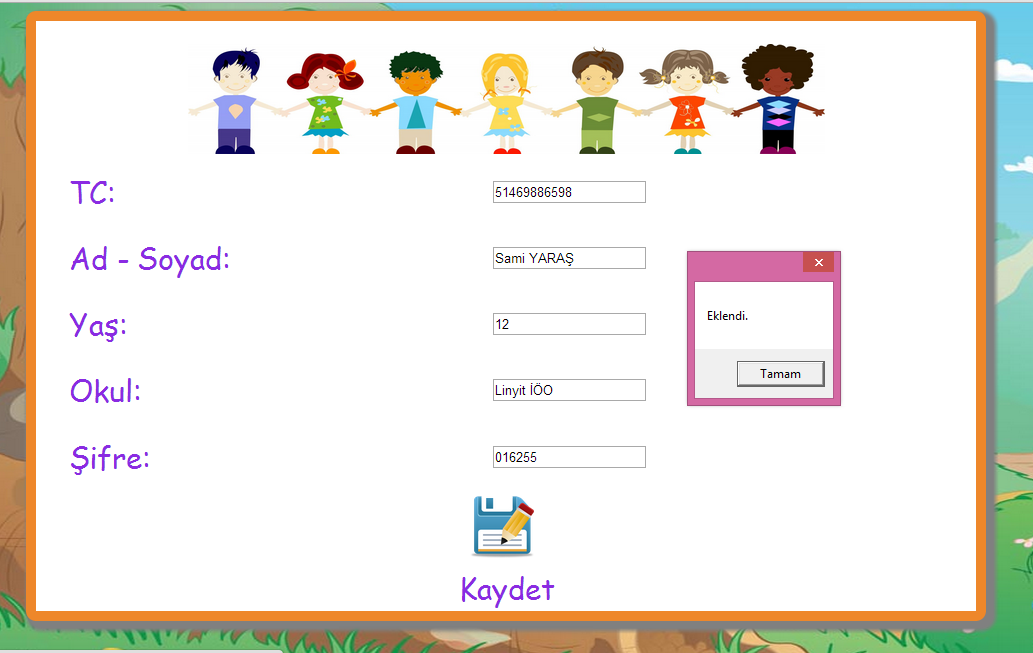 TC:
51469886598
Ad - Soyad:
Sami YARAŞ
Yaş:
12
Eklendi.
Tamam
Okul:
Linyit İÖO
Şifre:
016255
Kaydet